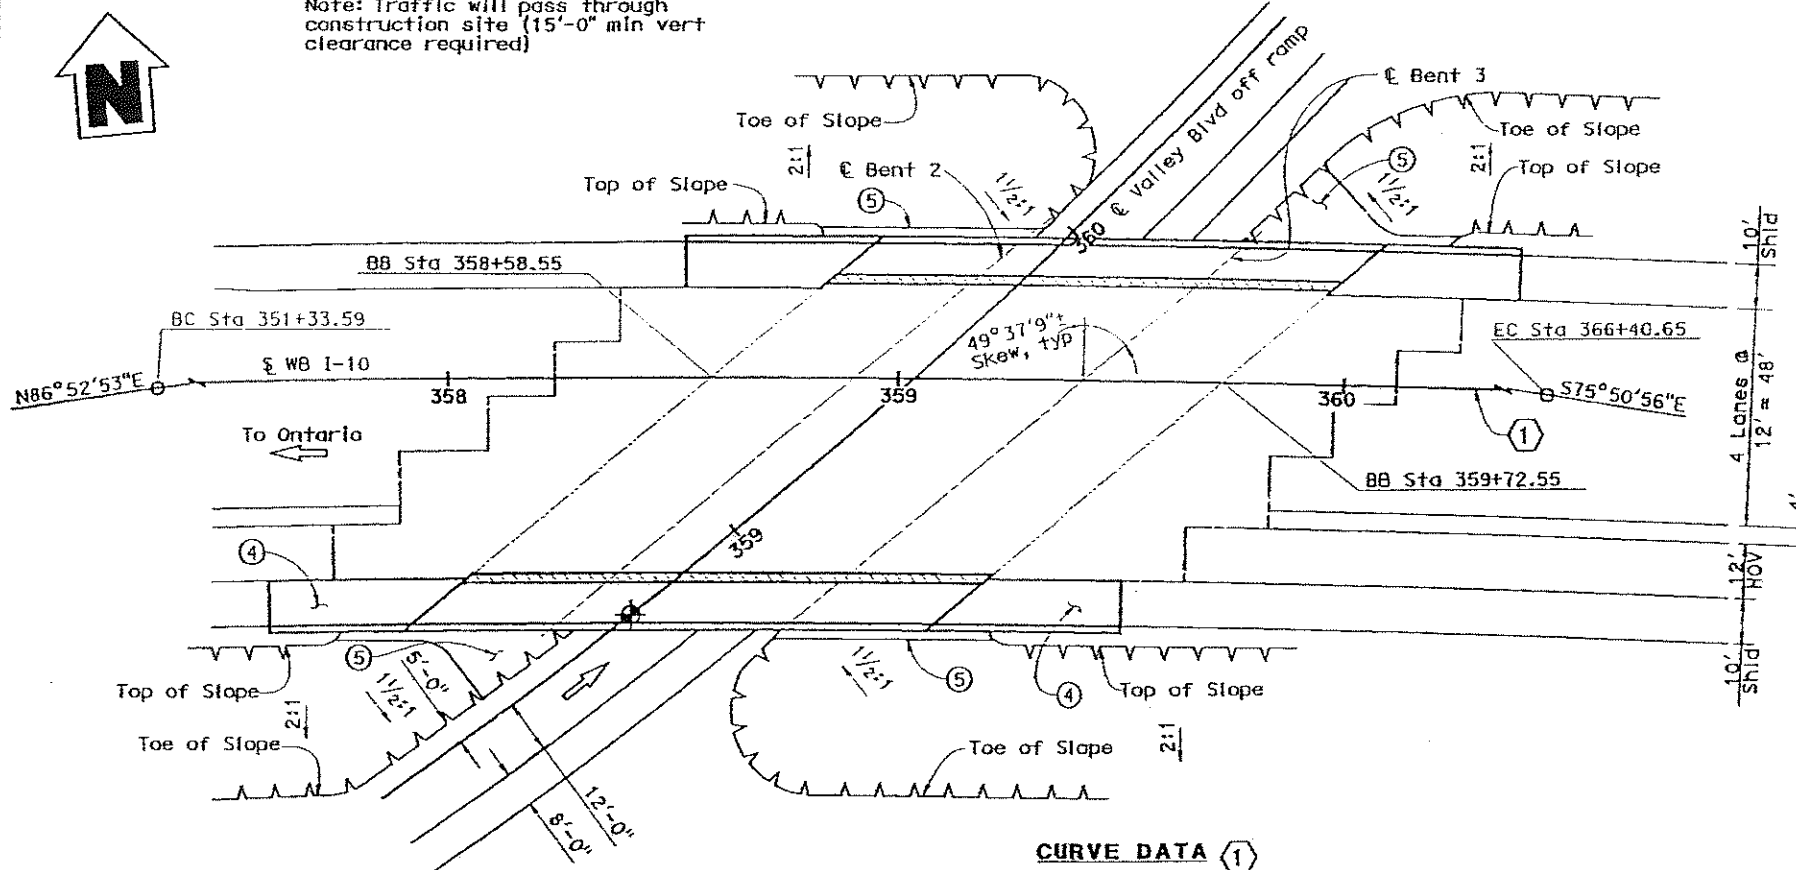 Note: Traffic will pass through
construction site (15'-0" min vert
clearance required)
N
℄ Valley Blvd off ramp
℄ Bent 3
Toe of Slope
2:1
℄ Bent 2
Top of Slope
5
1½:1
360
5
Toe of Slope
2:1
Top of Slope
1½:1
10'
Shld
BB Sta 358+58.55
BC Sta 351+33.59
N86°52'53"E
℄ WB I-10
358
359
360
49°37'9"±
Skew, typ
EC Sta 366+40.65
S75°50'56"E
1
4 Lanes @
12' = 48'
4'
To Ontario
BB Sta 359+72.55
359
4
12'
HOV
10'
Shld
5
5'-0"
1½:1
Top of Slope
2:1
Toe of Slope
12'-0"
8'-0"
1½:1
5
4
Top of Slope
Toe of Slope
2:1
CURVE DATA 1